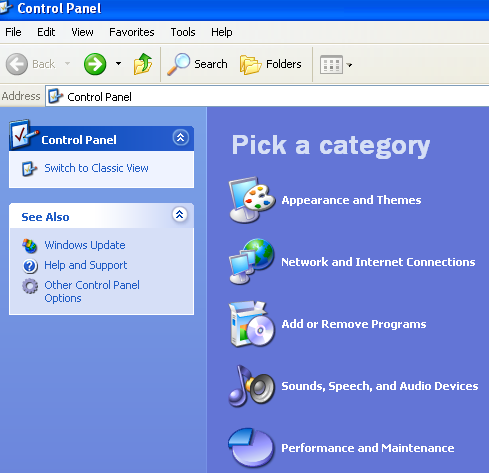 Control Panel
File Edit View Favorites Tools Help
Back Search Folders
Address Control Panel
Control Panel
Switch to Classic View
See Also
Windows Update
Help and Support
Other Control Panel
Options
Pick a category
Appearance and Themes
Network and Internet Connections
Add or Remove Programs
Sounds, Speech, and Audio Devices
Performance and Maintenance